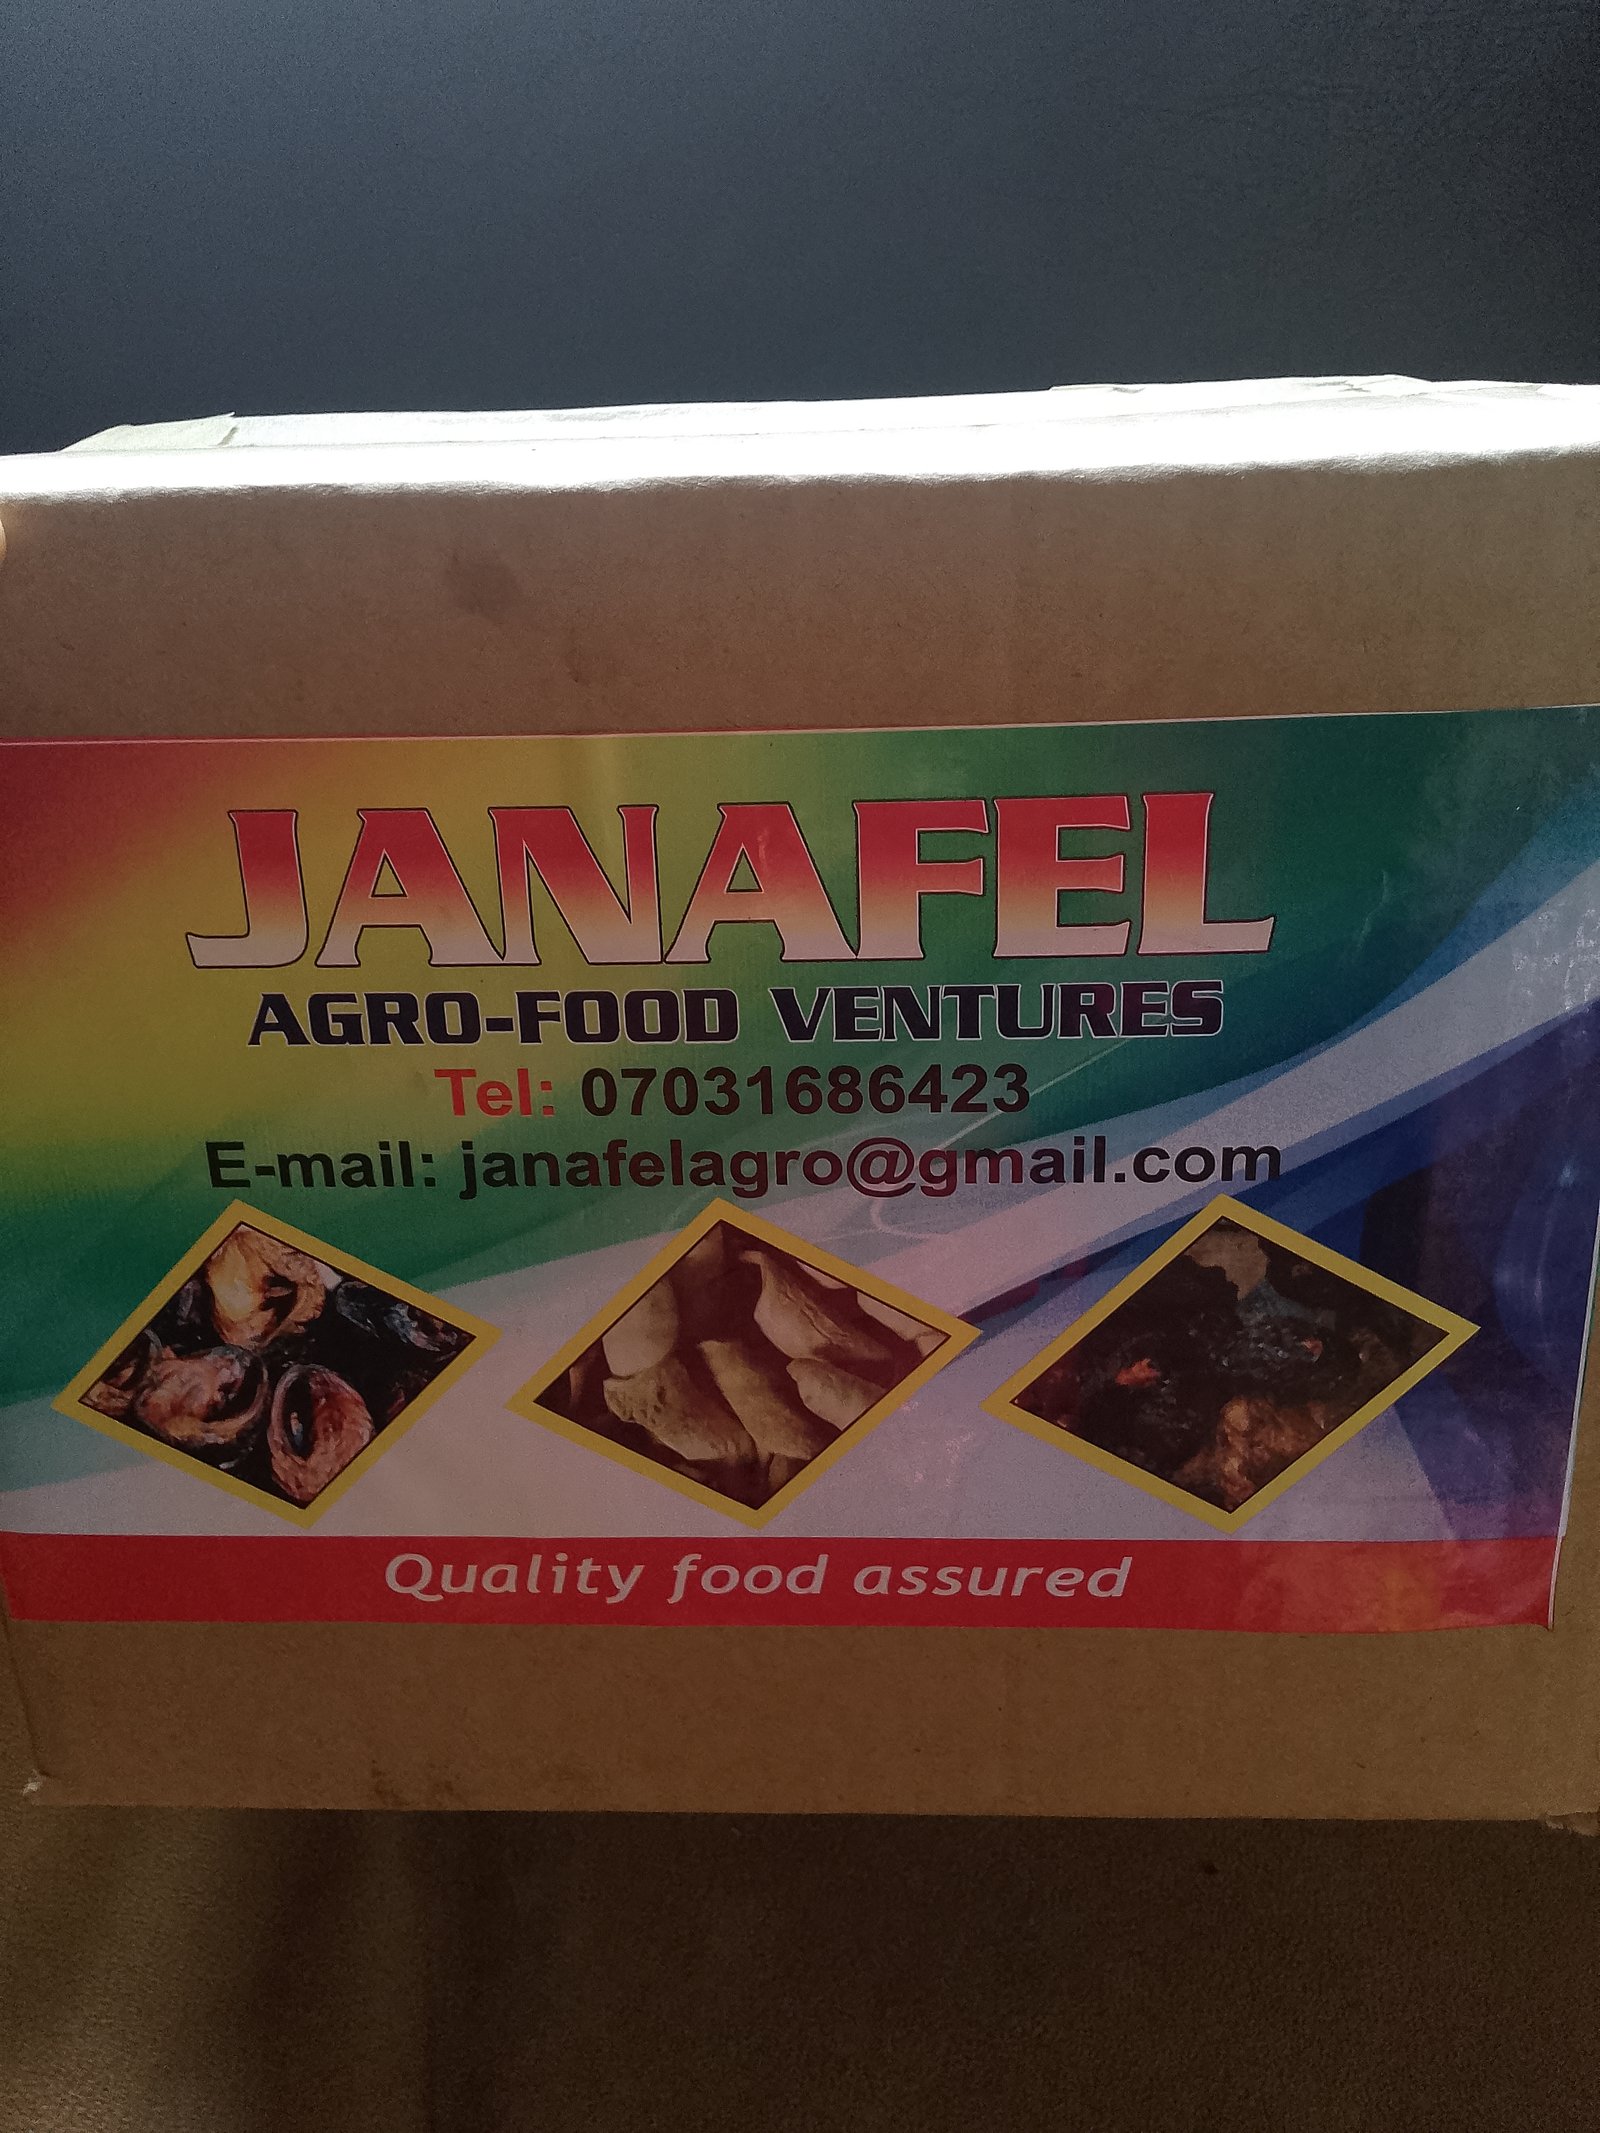 JANAFEL
AGRO-FOOD VENTURES
Tel: 07031686423
E-mail: janafelagro@gmail.com
Quality food assured